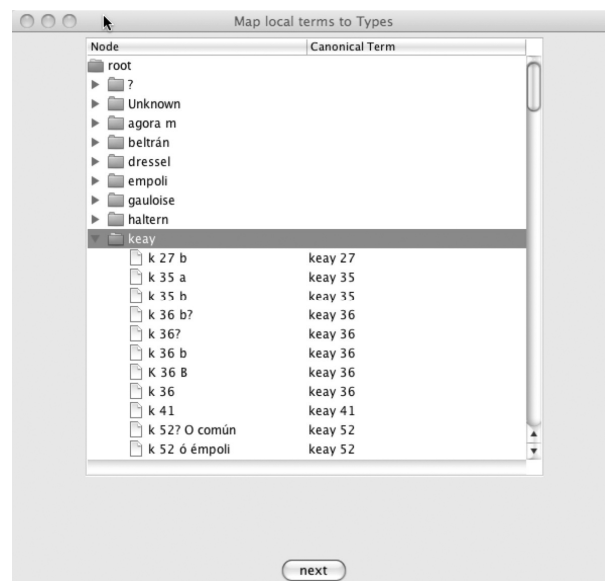 Map local terms to Types
Node Canonical Term
root
?
Unknown
agora m
beltrán
dressel
empoli
gauloise
haltern
keay
k 27 b keay 27
k 35 a keay 35
k 35 b keay 35
k 36 b? keay 36
k 36? keay 36
k 36 b keay 36
K 36 B keay 36
k 36 keay 36
k 41 keay 41
k 52? O común keay 52
k 52 ó émpoli keay 52
next